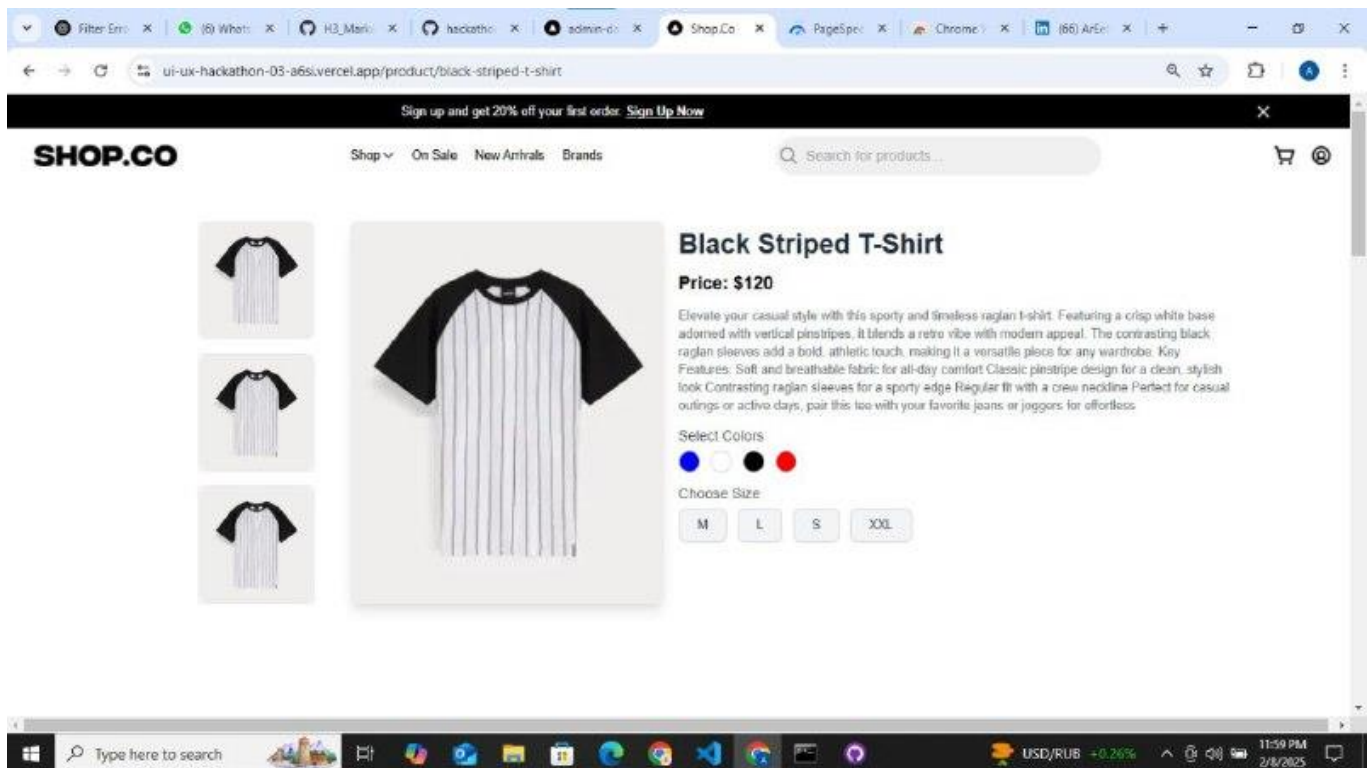 Filter Erro
(6) Whats
H3_Mark
hackatho
admin-da
Shop.Co
PageSpee
Chrome
(66) ArSe
ui-ux-hackathon-03-a6si.vercel.app/product/black-striped-t-shirt
Sign up and get 20% off your first order. Sign Up Now
SHOP.CO
Shop On Sale New Arrivals Brands
Search for products...
Black Striped T-Shirt
Price: $120
Elevate your casual style with this sporty and timeless raglan t-shirt. Featuring a crisp white base
adorned with vertical pinstripes, it blends a retro vibe with modern appeal. The contrasting black
raglan sleeves add a bold, athletic touch, making it a versatile piece for any wardrobe. Key
Features: Soft and breathable fabric for all-day comfort Classic pinstripe design for a clean, stylish
look Contrasting raglan sleeves for a sporty edge Regular fit with a crew neckline Perfect for casual
outings or active days, pair this tee with your favorite jeans or joggers for effortless
Select Colors
Choose Size
M L S XXL
Type here to search
USD/RUB +0.26%
11:59 PM
2/8/2025